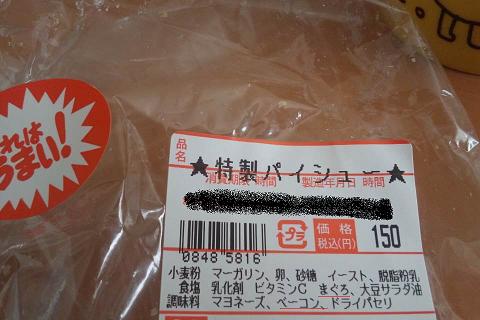 れは
うまい!
品名
★特製パイシュー★
消費期限 時間 製造年月日 時間
プラ
価格
税込(円)
150
0848 5816
小麦粉 マーガリン、卵、砂糖 イースト、脱脂粉乳
食塩 乳化剤 ビタミンC まぐろ、大豆サラダ油
調味料 マヨネーズ、ベーコン、ドライパセリ